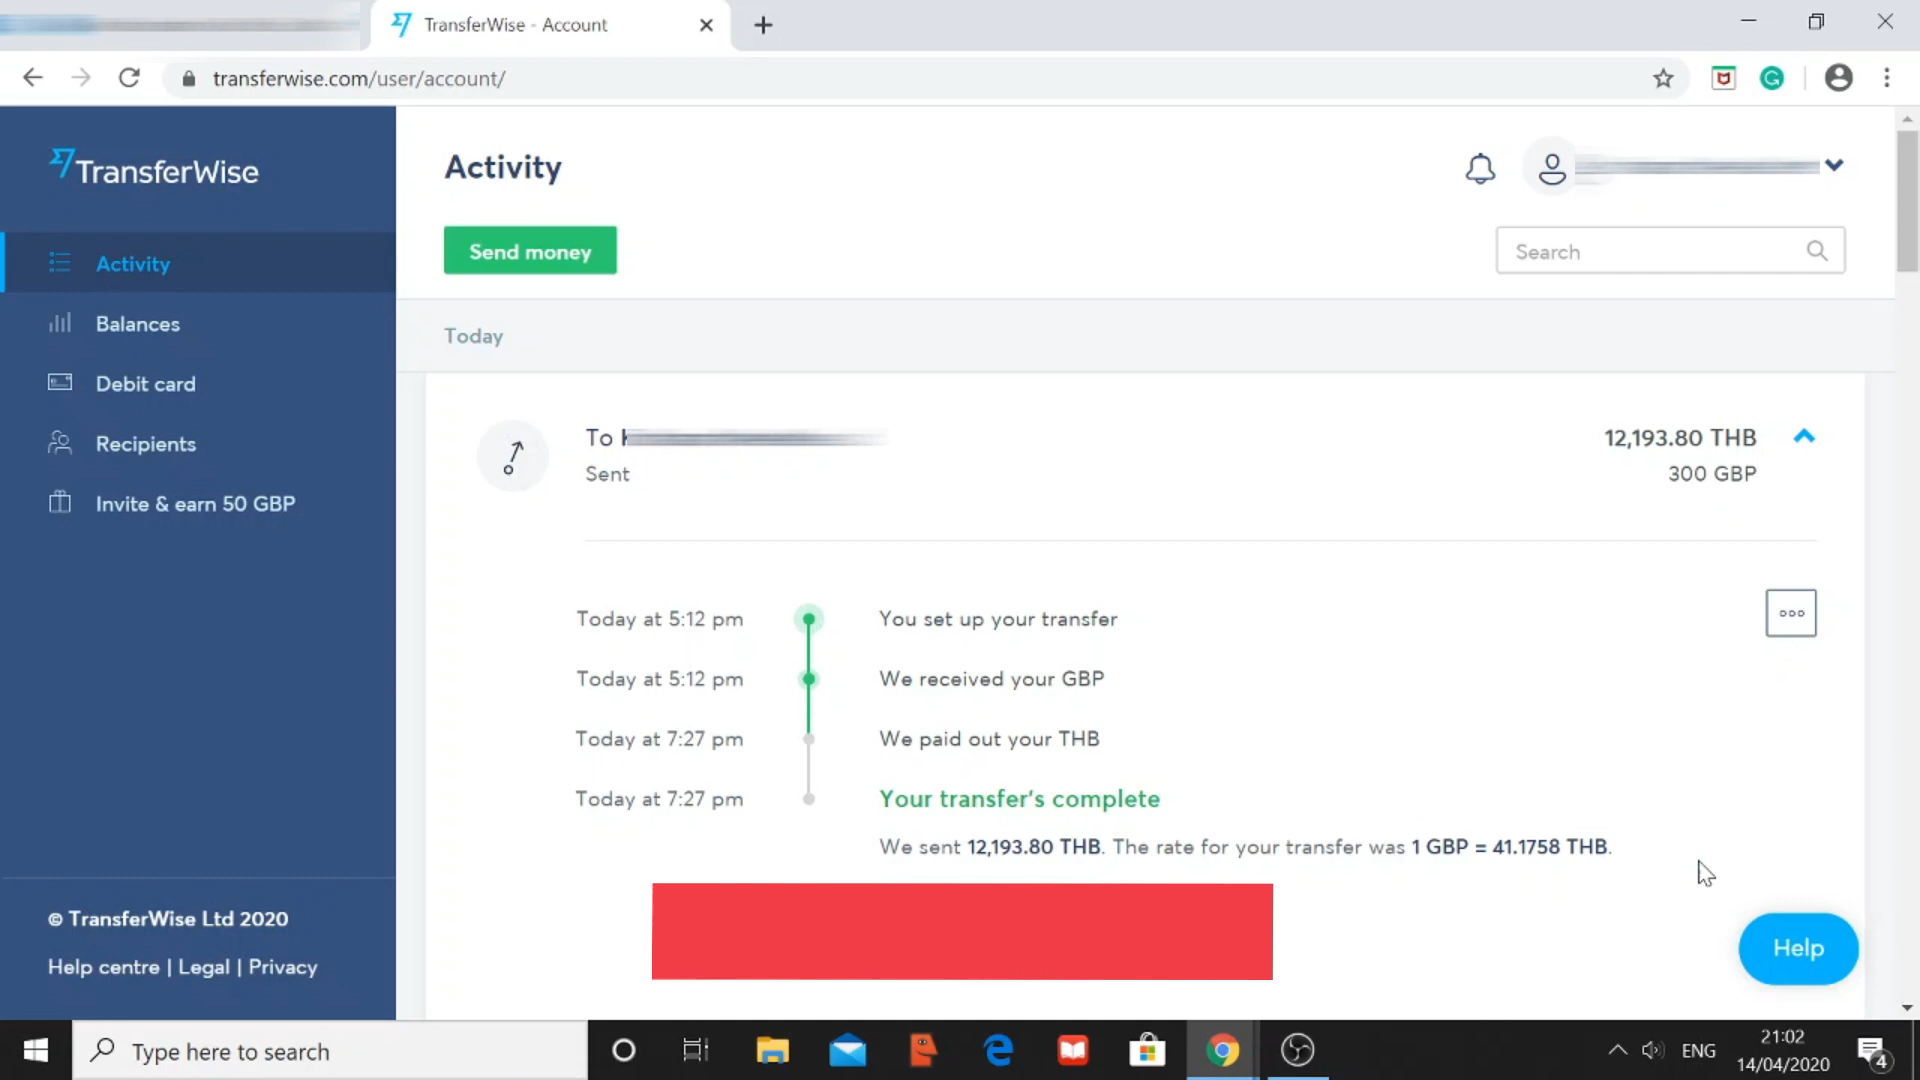 TransferWise - Account
transferwise.com/user/account/
TransferWise
Activity
Balances
Debit card
Recipients
Invite & earn 50 GBP
© TransferWise Ltd 2020
Help centre | Legal | Privacy
Activity
Send money
Search
Today
To
12,193.80 THB
Sent
300 GBP
Today at 5:12 pm You set up your transfer
Today at 5:12 pm We received your GBP
Today at 7:27 pm We paid out your THB
Today at 7:27 pm Your transfer's complete
We sent 12,193.80 THB. The rate for your transfer was 1 GBP = 41.1758 THB.
Help
Type here to search
ENG
21:02
14/04/2020
4